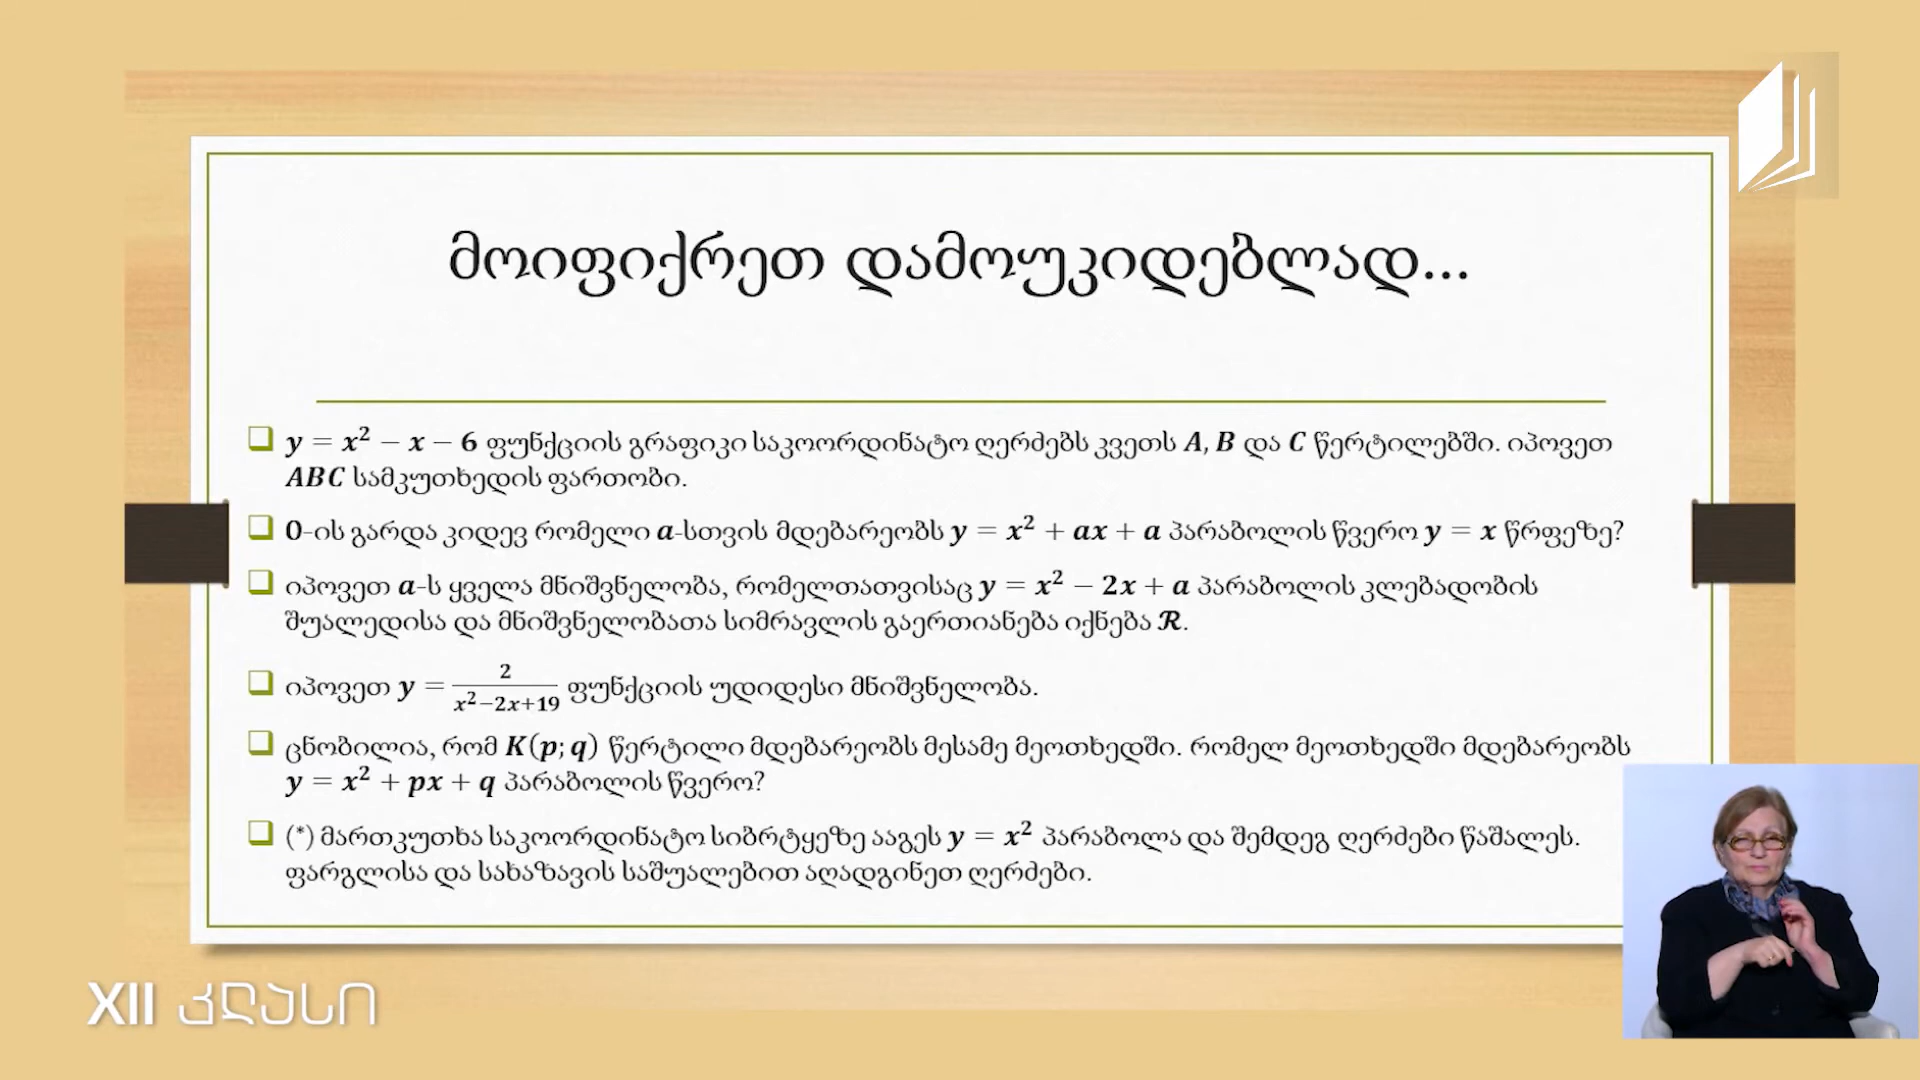 მოიფიქრეთ დამოუკიდებლად...
y = x² − x − 6 ფუნქციის გრაფიკი საკოორდინატო ღერძებს კვეთს A, B და C წერტილებში. იპოვეთ
ABC სამკუთხედის ფართობი.
0-ის გარდა კიდევ რომელი a-სთვის მდებარეობს y = x² + ax + a პარაბოლის წვერო y = x წრფეზე?
იპოვეთ a-ს ყველა მნიშვნელობა, რომელთათვისაც y = x² − 2x + a პარაბოლის კლებადობის
შუალედისა და მნიშვნელობათა სიმრავლის გაერთიანება იქნება ℛ.
იპოვეთ y = 2/(x²−2x+19) ფუნქციის უდიდესი მნიშვნელობა.
ცნობილია, რომ K(p; q) წერტილი მდებარეობს მესამე მეოთხედში. რომელ მეოთხედში მდებარეობს
y = x² + px + q პარაბოლის წვერო?
(*) მართკუთხა საკოორდინატო სიბრტყეზე ააგეს y = x² პარაბოლა და შემდეგ ღერძები წაშალეს.
ფარგლისა და სახაზავის საშუალებით აღადგინეთ ღერძები.
XII კლასი